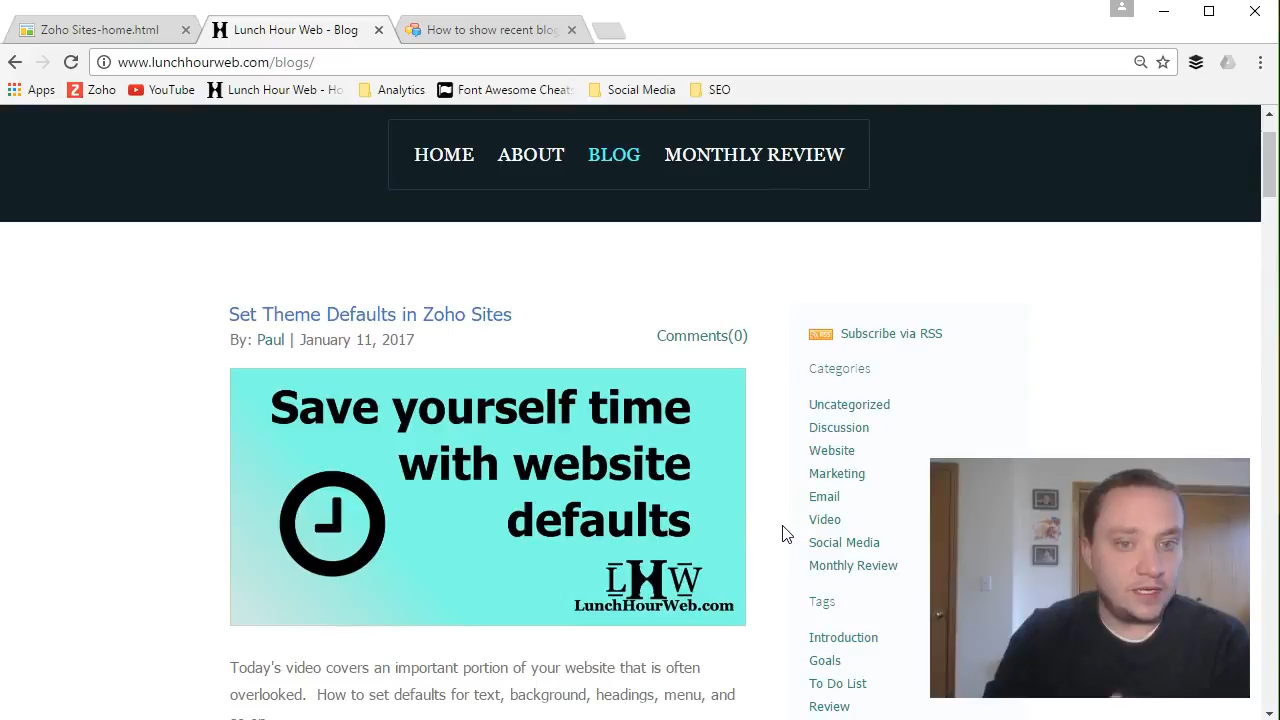 Zoho Sites-home.html
Lunch Hour Web - Blog
How to show recent blo
www.lunchhourweb.com/blogs/
Apps
Zoho
YouTube
Lunch Hour Web - Ho
Analytics
Font Awesome Cheat
Social Media
SEO
HOME
ABOUT
BLOG
MONTHLY REVIEW
Set Theme Defaults in Zoho Sites
By: Paul | January 11, 2017
Comments(0)
Save yourself time
with website
defaults
LHW
LunchHourWeb.com
Today's video covers an important portion of your website that is often
overlooked. How to set defaults for text, background, headings, menu, and
so on
RSS
Subscribe via RSS
Categories
Uncategorized
Discussion
Website
Marketing
Email
Video
Social Media
Monthly Review
Tags
Introduction
Goals
To Do List
Review